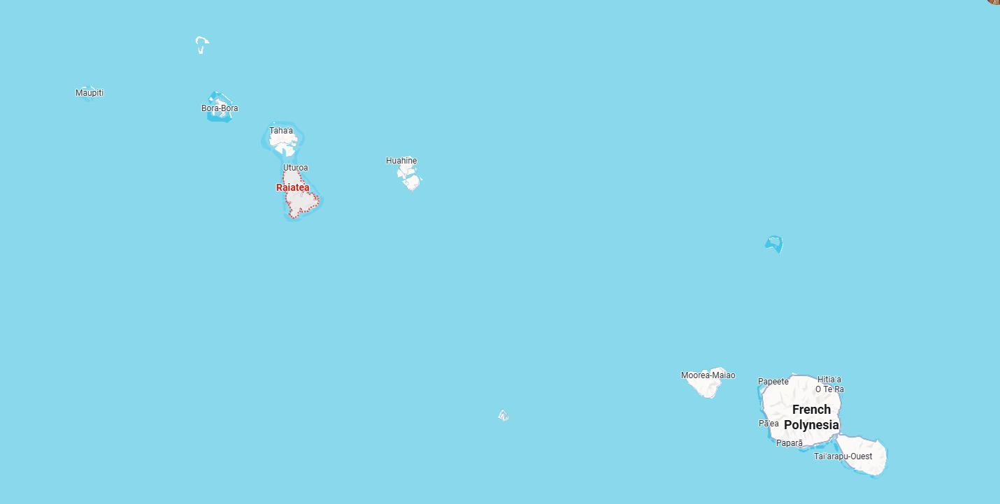 Maupiti
Bora-Bora
Taha'a
Uturoa
Raiatea
Huahine
Moorea-Maiao
Papeete
Hitia'a
O Te Ra
French
Polynesia
Pā'ea
Papara
Tai'arapu-Ouest